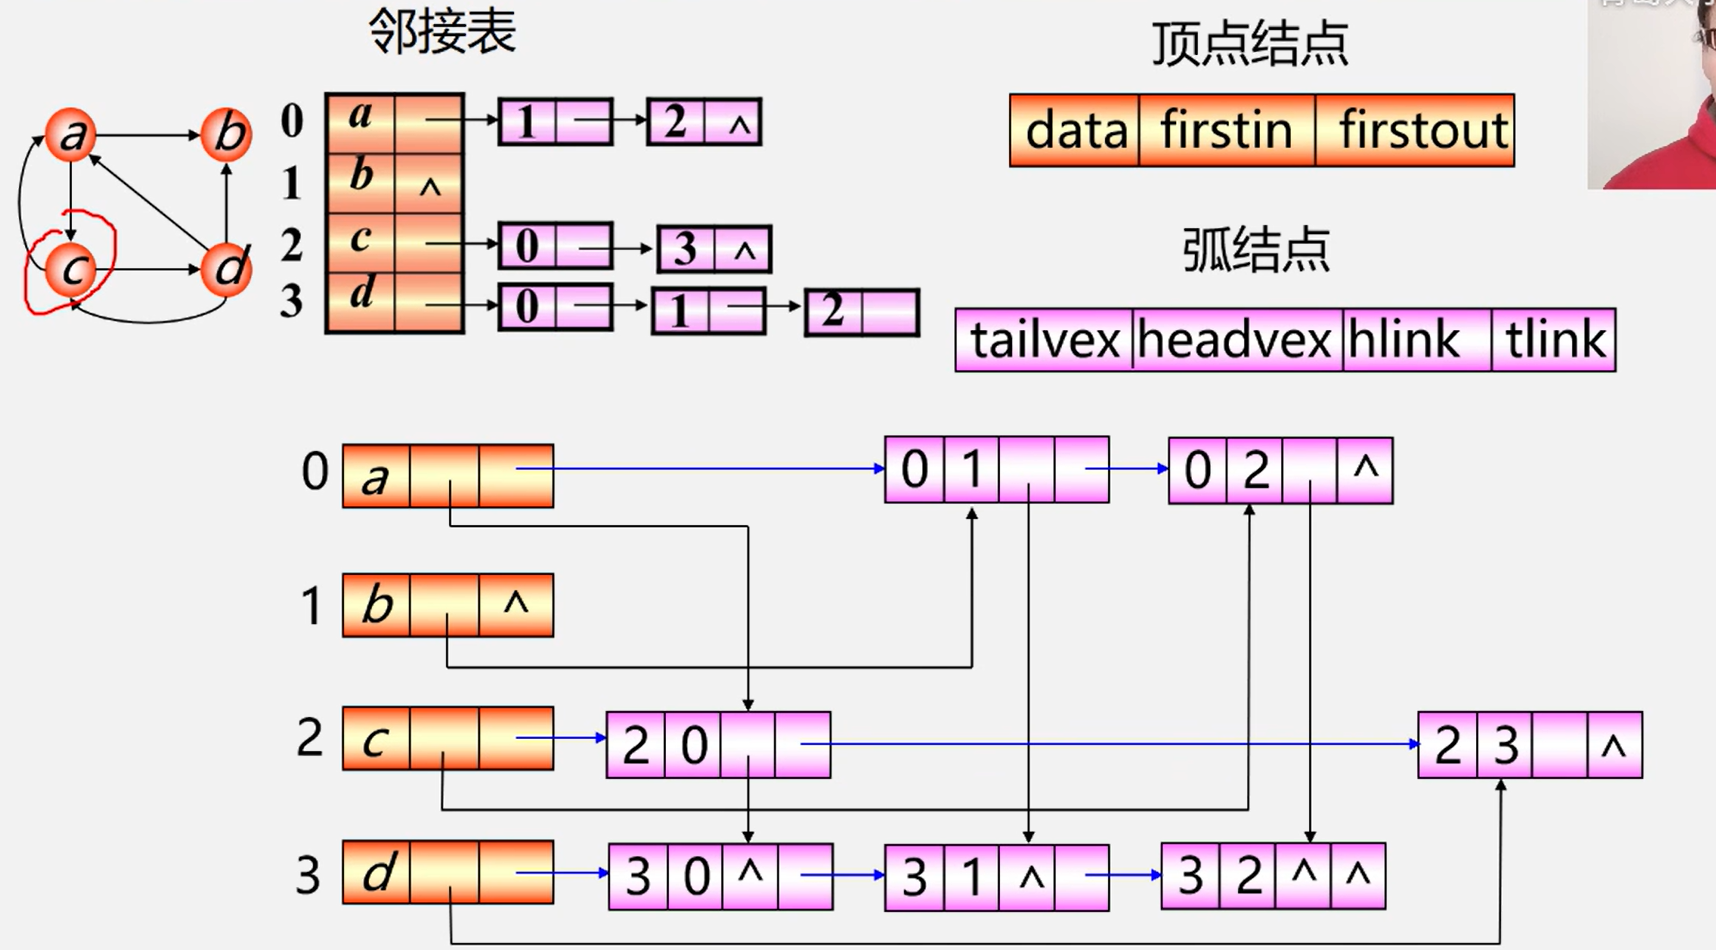 邻接表
顶点结点
data firstin firstout
弧结点
tailvex headvex hlink tlink
a b
c d
0 a 1 2 ^
1 b ^
2 c 0 3 ^
3 d 0 1 2
0 a 0 1 0 2 ^
1 b ^
2 c 2 0 2 3 ^
3 d 3 0 ^ 3 1 ^ 3 2 ^ ^